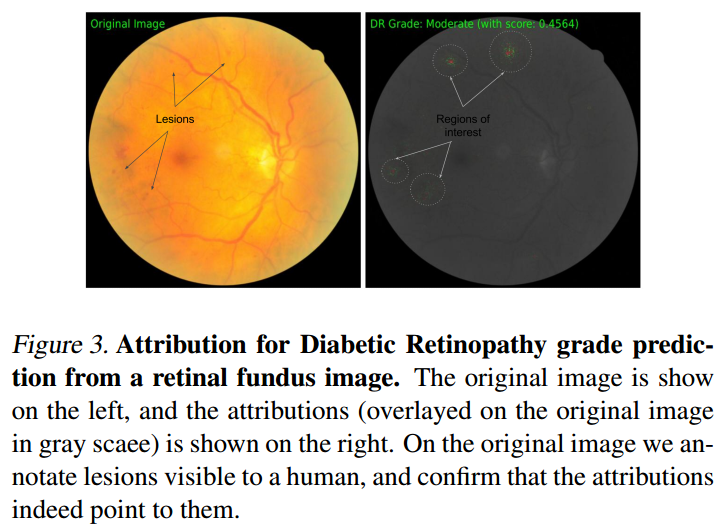 Original Image
DR Grade: Moderate (with score: 0.4564)
Lesions
Regions of
interest
Figure 3. Attribution for Diabetic Retinopathy grade predic-
tion from a retinal fundus image. The original image is show
on the left, and the attributions (overlayed on the original image
in gray scaee) is shown on the right. On the original image we an-
notate lesions visible to a human, and confirm that the attributions
indeed point to them.